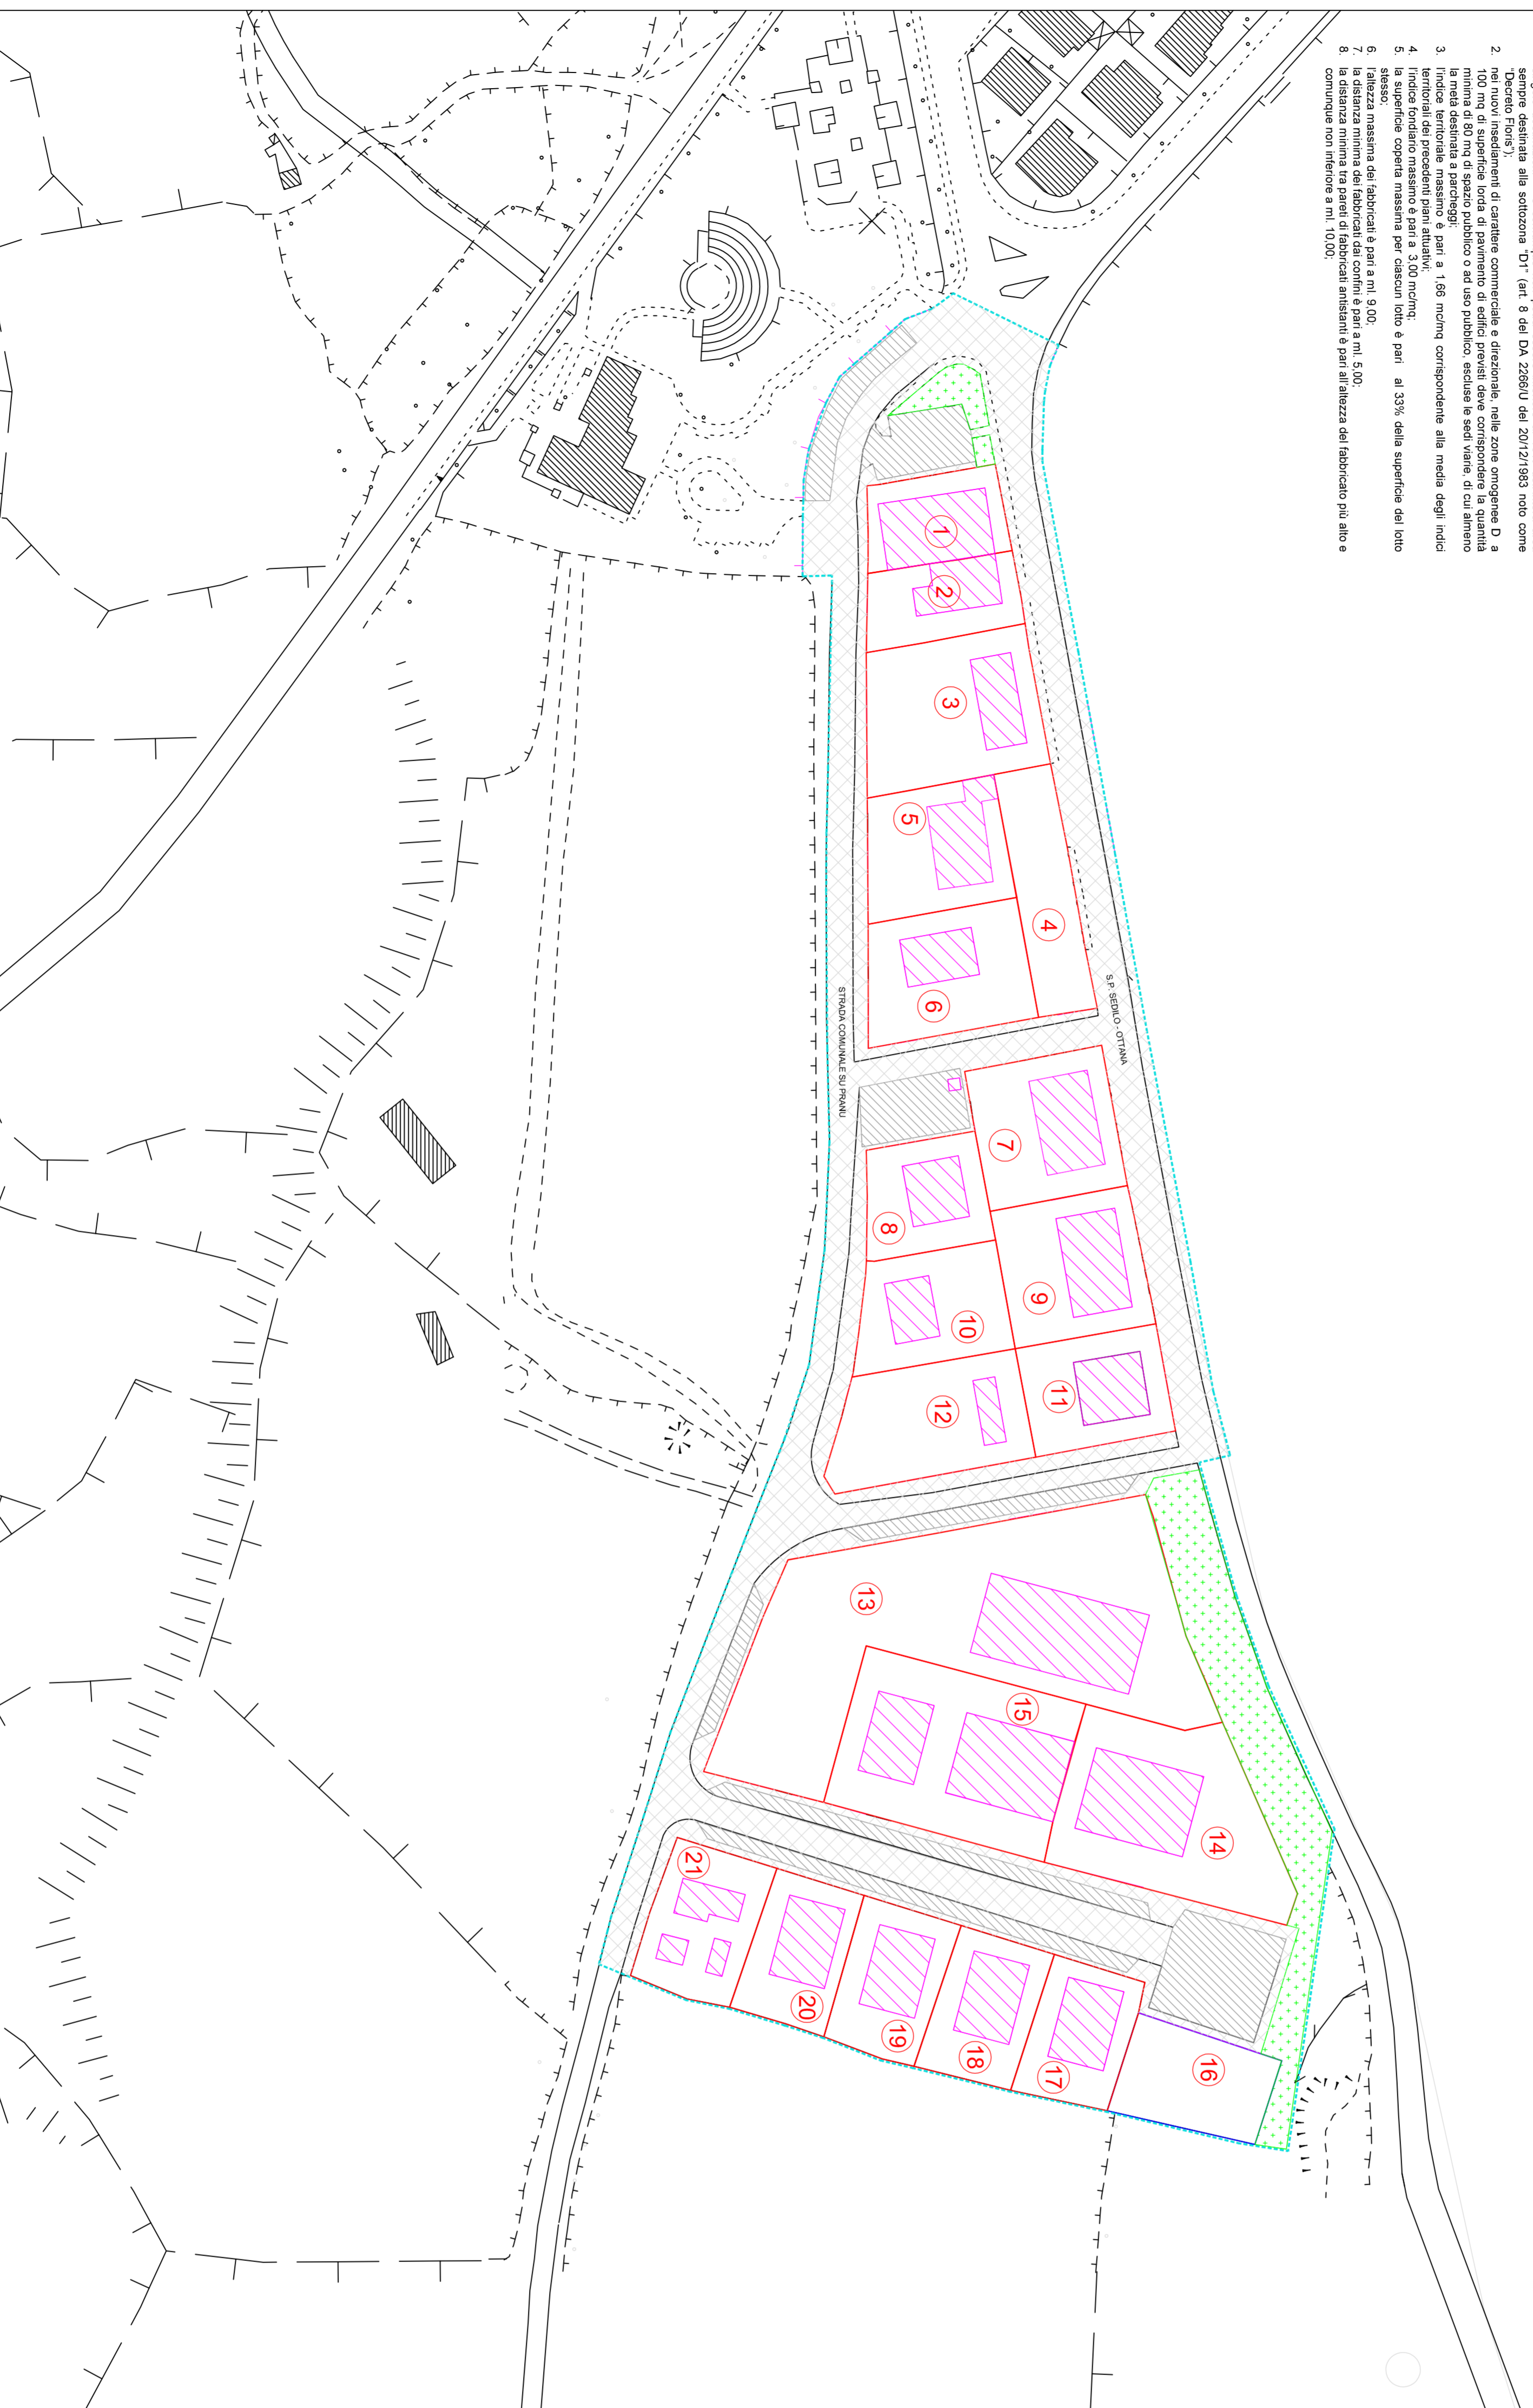 sempre destinata alla sottozona "D1" (art. 8 del DA 2266/U del 20/12/1983 noto come
"Decreto Floris");
2. nei nuovi insediamenti di carattere commerciale e direzionale, nelle zone omogenee D a
100 mq di superficie lorda di pavimento di edifici previsti deve corrispondere la quantità
minima di 80 mq di spazio pubblico o ad uso pubblico, escluse le sedi viarie, di cui almeno
la metà destinata a parcheggi;
3. l'indice territoriale massimo è pari a 1,66 mc/mq corrispondente alla media degli indici
territoriali dei precedenti piani attuativi;
4. l'indice fondiario massimo è pari a 3,00 mc/mq;
5. la superficie coperta massima per ciascun lotto è pari al 33% della superficie del lotto
stesso;
6. l'altezza massima dei fabbricati è pari a ml. 9,00;
7. la distanza minima dei fabbricati dai confini è pari a ml. 5,00;
8. la distanza minima tra pareti di fabbricati antistanti è pari all'altezza del fabbricato più alto e
comunque non inferiore a ml. 10,00;
S.P. SEDILO - OTTANA
STRADA COMUNALE SU PRANU
1
2
3
4
5
6
7
8
9
10
11
12
13
14
15
16
17
18
19
20
21